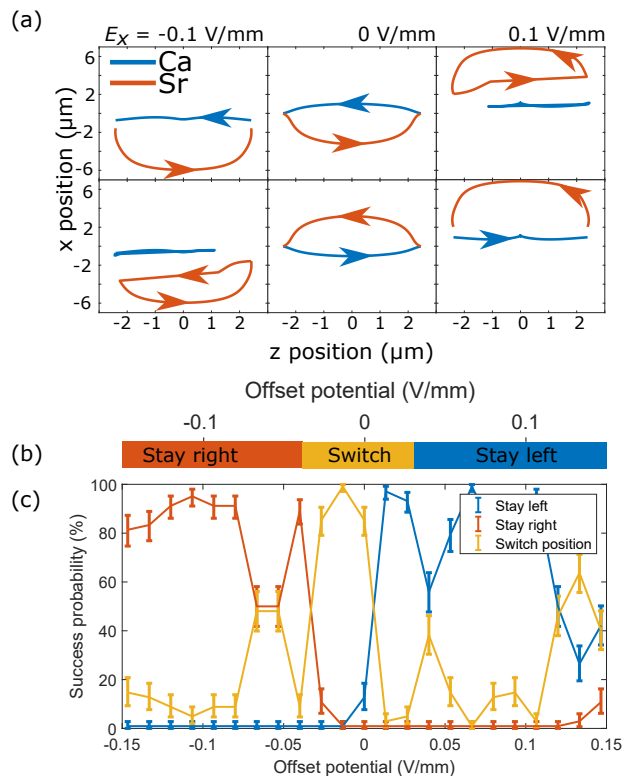 (a)
Ex = -0.1 V/mm
0 V/mm
0.1 V/mm
Ca
Sr
6
2
-2
-6
6
2
-2
-6
x position (µm)
-2 -1 0 1 2
-2 -1 0 1 2
-2 -1 0 1 2
z position (µm)
Offset potential (V/mm)
-0.1 0 0.1
(b)
Stay right Switch Stay left
(c)
100
80
60
40
20
0
Success probability (%)
Stay left
Stay right
Switch position
-0.15 -0.1 -0.05 0 0.05 0.1 0.15
Offset potential (V/mm)